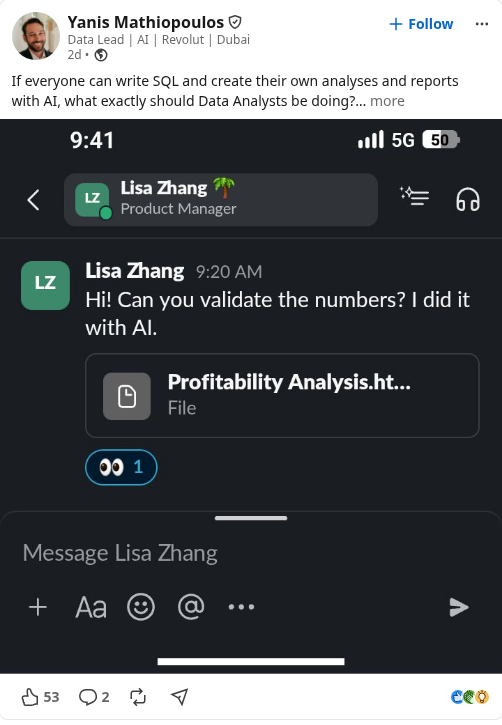 Yanis Mathiopoulos
+ Follow
Data Lead | AI | Revolut | Dubai
2d •
If everyone can write SQL and create their own analyses and reports
with AI, what exactly should Data Analysts be doing?... more
9:41
5G
50
LZ
Lisa Zhang 🌴
Product Manager
LZ
Lisa Zhang 9:20 AM
Hi! Can you validate the numbers? I did it
with AI.
Profitability Analysis.ht...
File
👀 1
Message Lisa Zhang
Aa
53
2